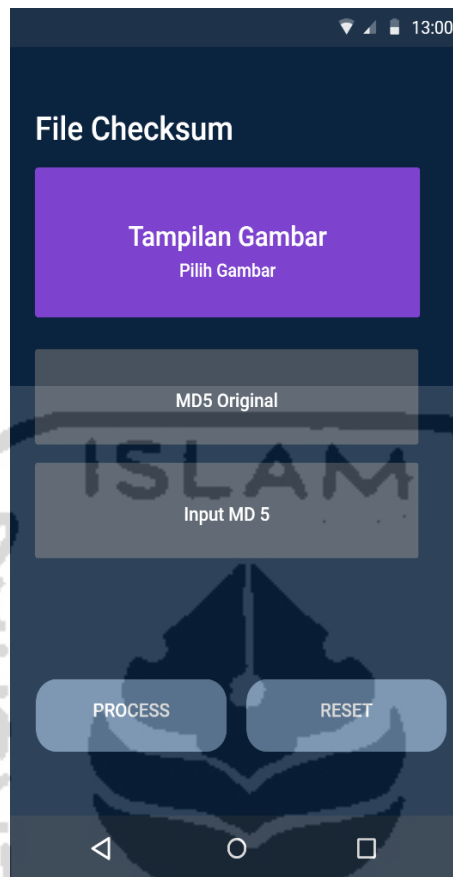 13:00
File Checksum
Tampilan Gambar
Pilih Gambar
MD5 Original
ISLAM
Input MD 5
PROCESS
RESET